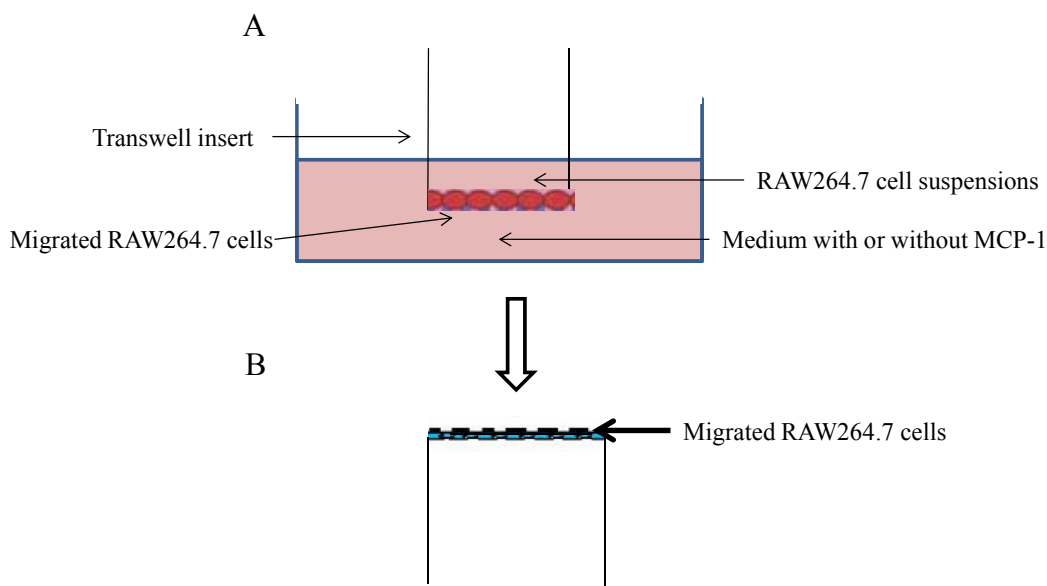 A
Transwell insert
RAW264.7 cell suspensions
Migrated RAW264.7 cells
Medium with or without MCP-1
B
Migrated RAW264.7 cells